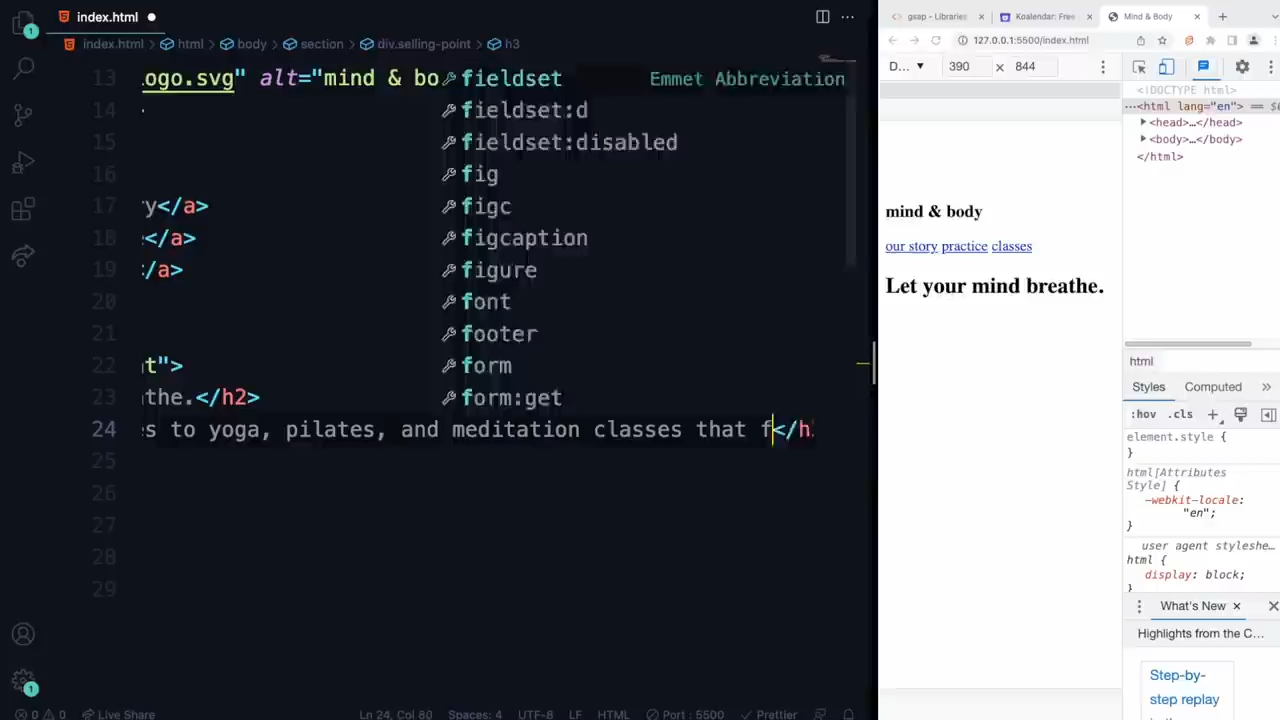 index.html
index.html
html
body
section
div.selling-point
h3
13 ogo.svg" alt="mind & bo
fieldset Emmet Abbreviation
fieldset:d
fieldset:disabled
fig
figc
figcaption
figure
font
footer
form
form:get
14
15
16
17 ry</a>
18 </a>
19 </a>
20
21
22 t">
23 athe.</h2>
24 s to yoga, pilates, and meditation classes that f</h
25
26
27
28
29
1
1
0 0
Live Share
Ln 24, Col 80
Spaces: 4
UTF-8
LF
HTML
Port : 5500
Prettier
gsap - Libraries
Koalendar: Free
Mind & Body
127.0.0.1:5500/index.html
D... 390 × 844
mind & body
our story practice classes
Let your mind breathe.
<!DOCTYPE html>
<html lang="en"> ==
<head>…</head>
<body>…</body>
</html>
html
Styles Computed »
:hov .cls +
element.style {
}
html[Attributes
Style] {
-webkit-locale:
"en";
}
user agent styleshe…
html {
display: block;
}
What's New
Highlights from the C…
Step-by-
step replay